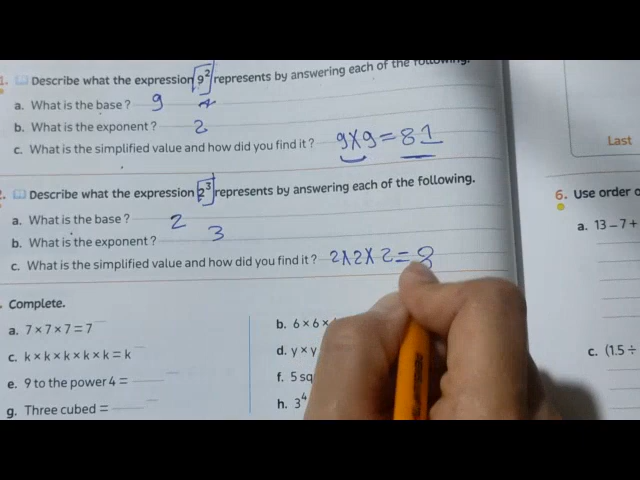 1. Describe what the expression 9² represents by answering each of the following.
a. What is the base ? 9
b. What is the exponent ? 2
c. What is the simplified value and how did you find it ? 9×9=81
2. Describe what the expression 2³ represents by answering each of the following.
a. What is the base ? 2
b. What is the exponent ? 3
c. What is the simplified value and how did you find it ? 2×2×2=8
Complete.
a. 7 × 7 × 7 = 7
b. 6 × 6 ×
c. k × k × k × k × k = k
d. y × y
e. 9 to the power 4 =
f. 5 sq
g. Three cubed =
h. 3⁴
Last
6. Use order o
a. 13 – 7 +
c. (1.5 ÷